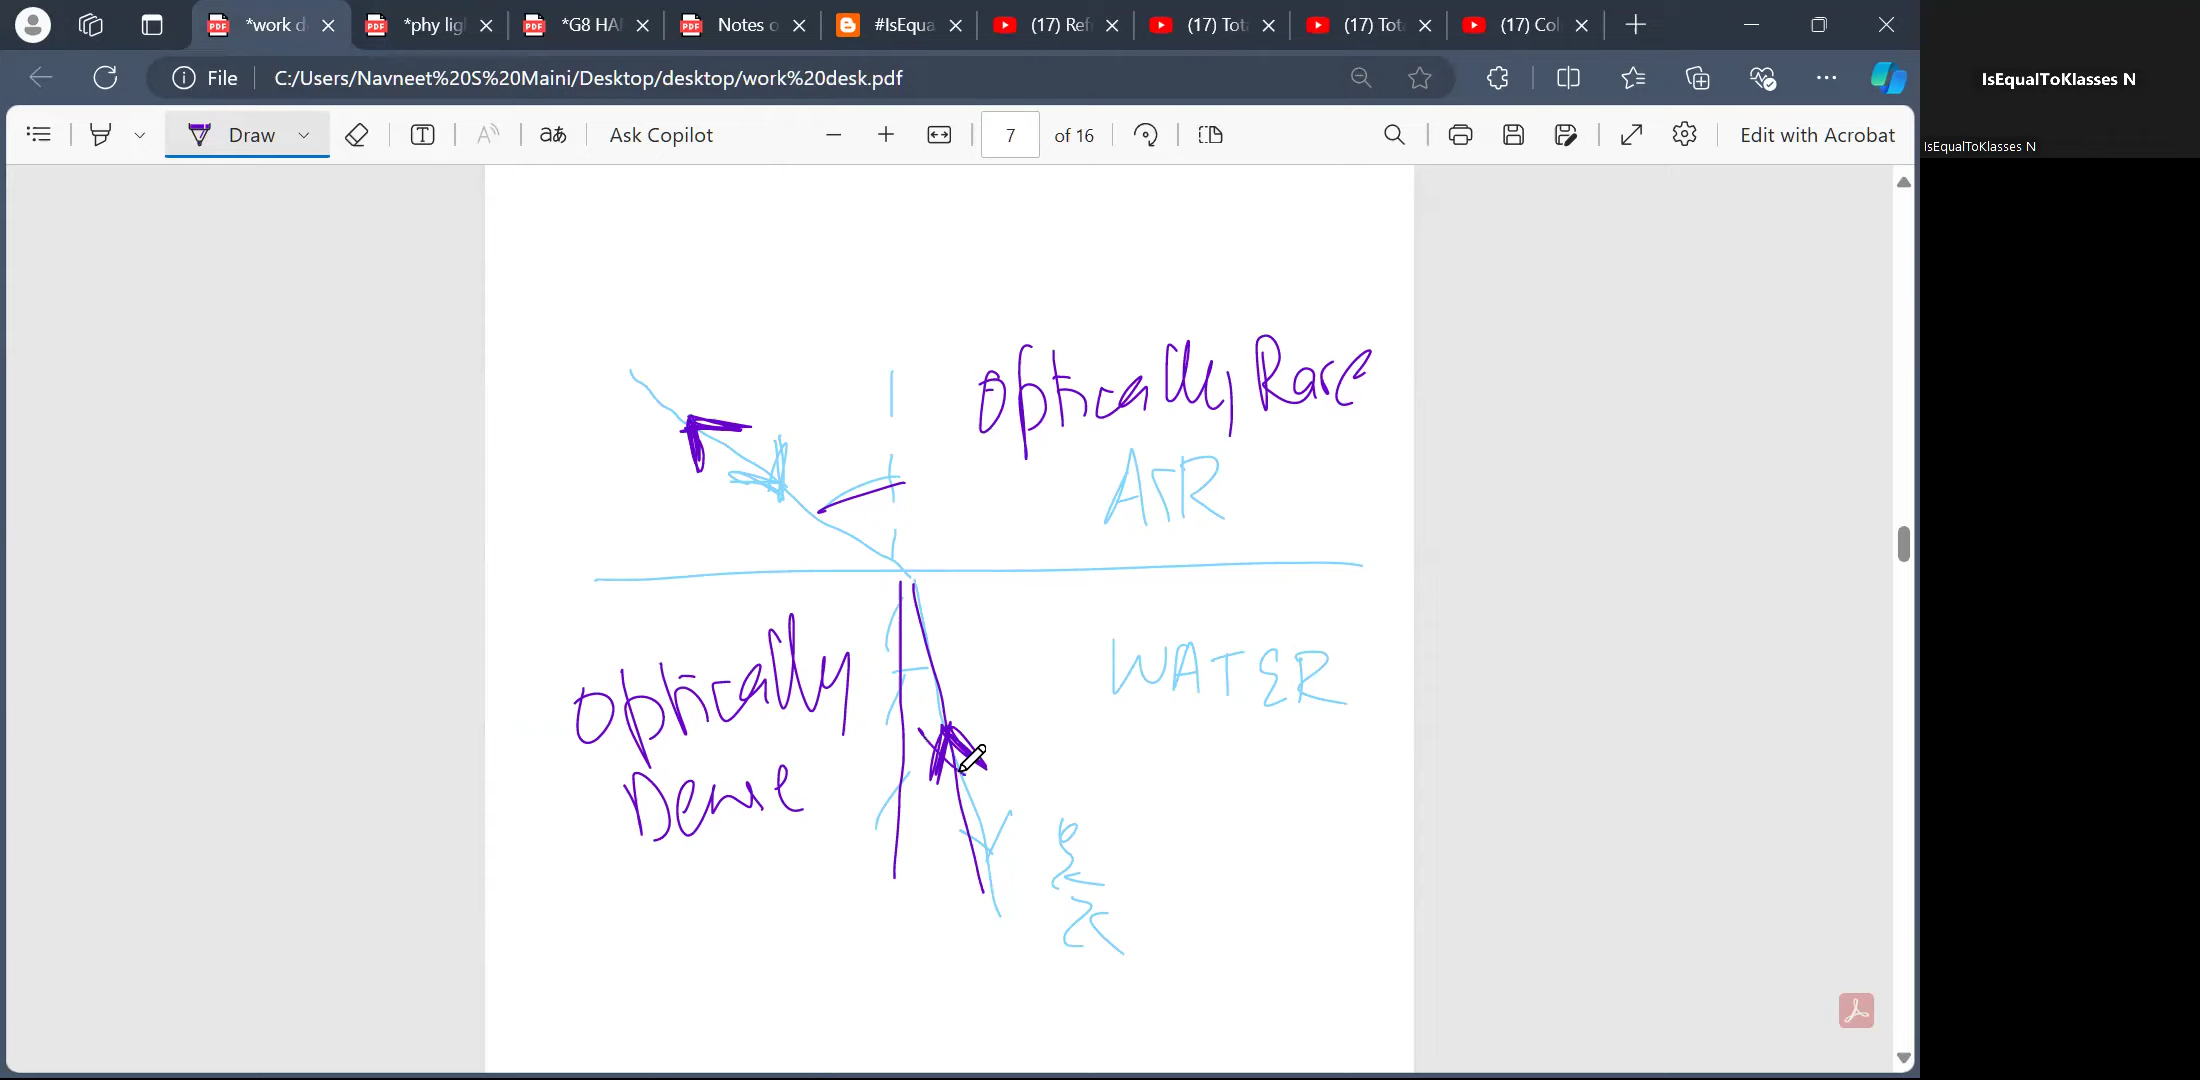 *work d
*phy lig
*G8 HA
Notes o
#IsEqua
(17) Ref
(17) Tot
(17) Tot
(17) Col
File
C:/Users/Navneet%20S%20Maini/Desktop/desktop/work%20desk.pdf
IsEqualToKlasses N
Draw
Ask Copilot
7 of 16
Edit with Acrobat
IsEqualToKlasses N
Optically Rare
AIR
Optically
WATER
Dense